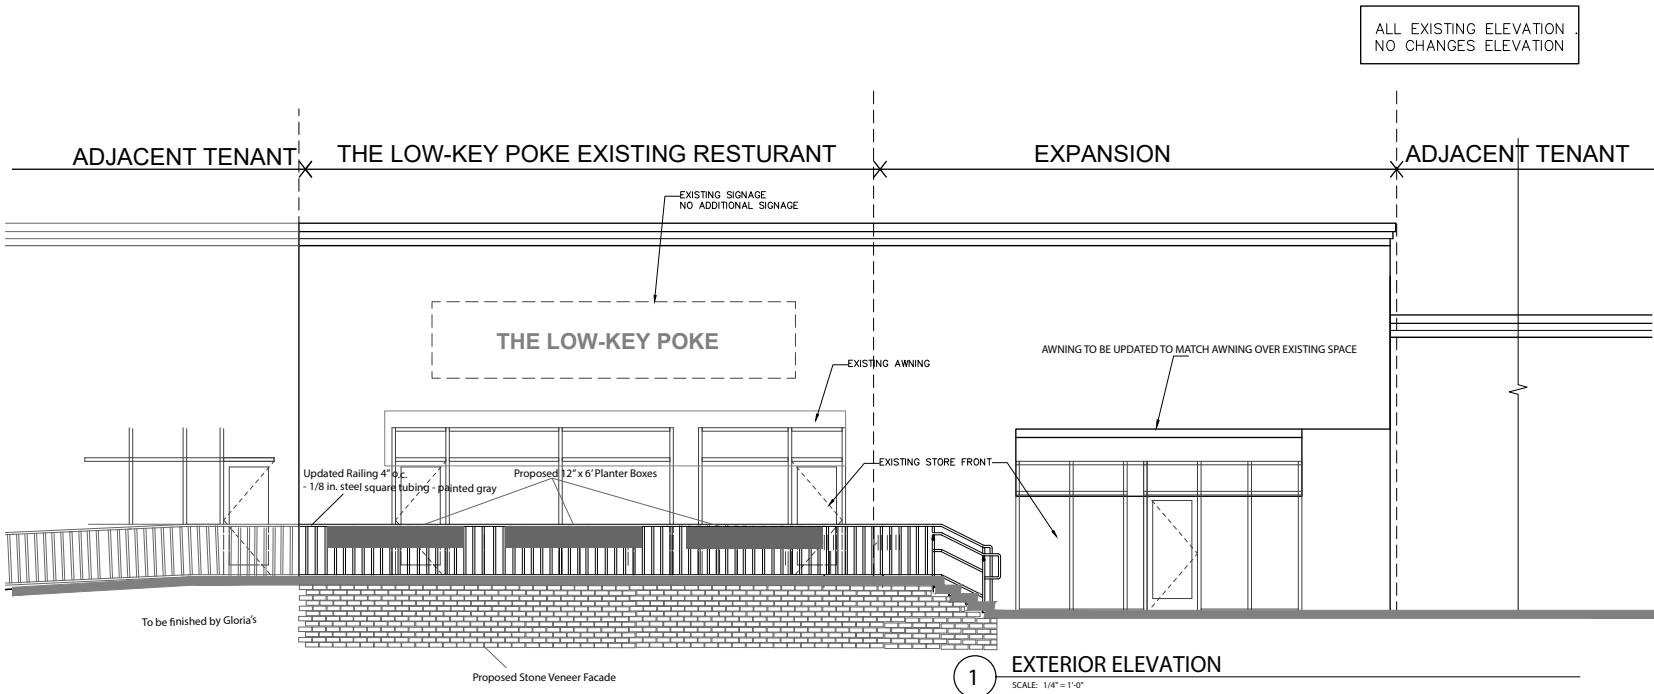 ALL EXISTING ELEVATION .
NO CHANGES ELEVATION
ADJACENT TENANT
THE LOW-KEY POKE EXISTING RESTURANT
EXPANSION
ADJACENT TENANT
EXISTING SIGNAGE
NO ADDITIONAL SIGNAGE
THE LOW-KEY POKE
EXISTING AWNING
AWNING TO BE UPDATED TO MATCH AWNING OVER EXISTING SPACE
EXISTING STORE FRONT
Updated Railing 4" o.c.
- 1/8 in. steel square tubing - painted gray
Proposed 12" x 6' Planter Boxes
To be finished by Gloria's
Proposed Stone Veneer Facade
1
EXTERIOR ELEVATION
SCALE: 1/4" = 1'-0"